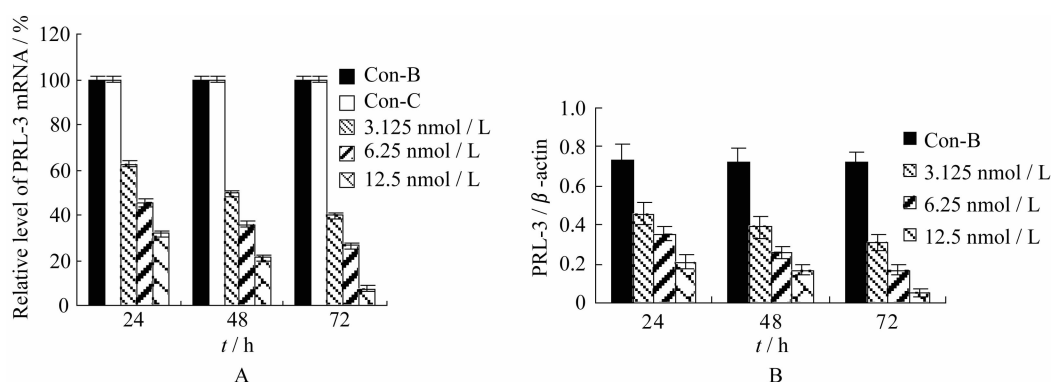 Relative level of PRL-3 mRNA / %
120
100
80
60
40
20
0
24
48
72
t / h
A
Con-B
Con-C
3.125 nmol / L
6.25 nmol / L
12.5 nmol / L
PRL-3 / β-actin
1.0
0.8
0.6
0.4
0.2
0
24
48
72
t / h
B
Con-B
3.125 nmol / L
6.25 nmol / L
12.5 nmol / L